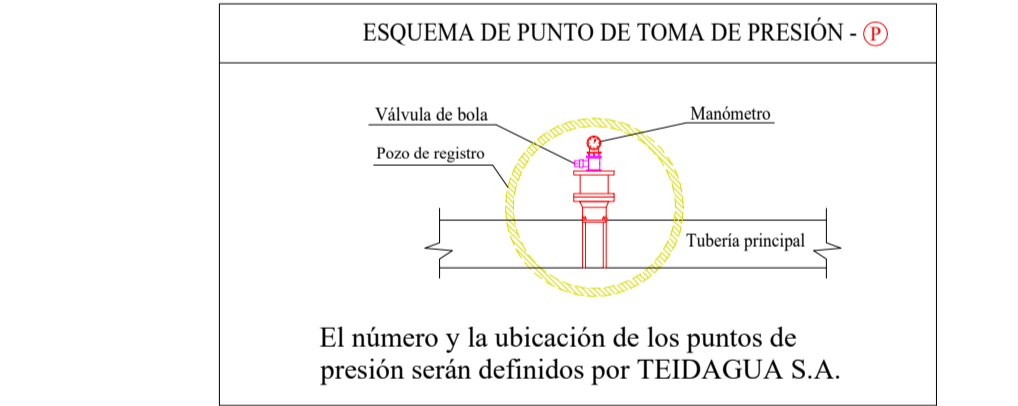 ESQUEMA DE PUNTO DE TOMA DE PRESIÓN - P
Válvula de bola
Manómetro
Pozo de registro
Tubería principal
El número y la ubicación de los puntos de
presión serán definidos por TEIDAGUA S.A.